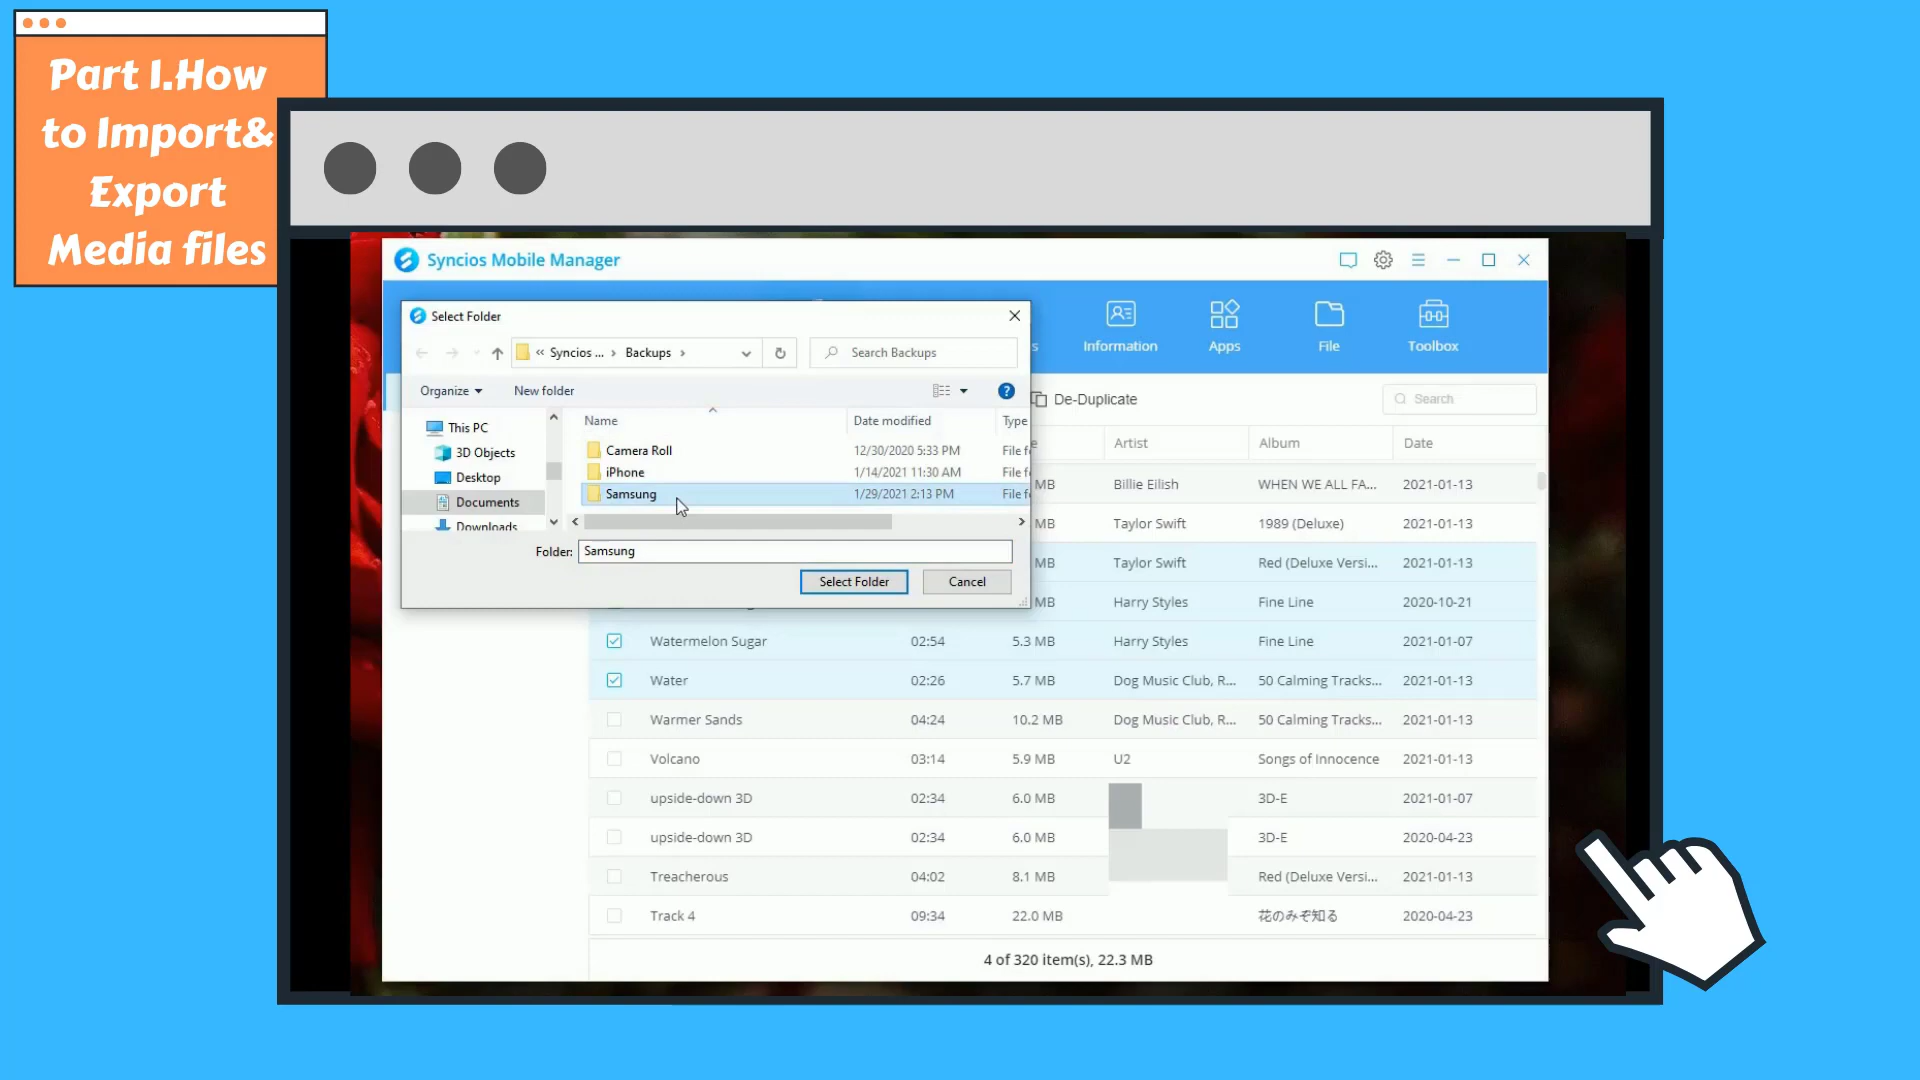 Part 1.How
to Import&
Export
Media files
Syncios Mobile Manager
Information
Apps
File
Toolbox
Select Folder
« Syncios ... › Backups ›
Search Backups
Organize
New folder
?
This PC
3D Objects
Desktop
Documents
Downloads
Name Date modified Type
Camera Roll 12/30/2020 5:33 PM File f
iPhone 1/14/2021 11:30 AM File f
Samsung 1/29/2021 2:13 PM File f
Folder: Samsung
Select Folder
Cancel
De-Duplicate
Search
Artist Album Date
MB Billie Eilish WHEN WE ALL FA... 2021-01-13
MB Taylor Swift 1989 (Deluxe) 2021-01-13
MB Taylor Swift Red (Deluxe Versi... 2021-01-13
MB Harry Styles Fine Line 2020-10-21
Watermelon Sugar 02:54 5.3 MB Harry Styles Fine Line 2021-01-07
Water 02:26 5.7 MB Dog Music Club, R... 50 Calming Tracks... 2021-01-13
Warmer Sands 04:24 10.2 MB Dog Music Club, R... 50 Calming Tracks... 2021-01-13
Volcano 03:14 5.9 MB U2 Songs of Innocence 2021-01-13
upside-down 3D 02:34 6.0 MB 3D-E 2021-01-07
upside-down 3D 02:34 6.0 MB 3D-E 2020-04-23
Treacherous 04:02 8.1 MB Red (Deluxe Versi... 2021-01-13
Track 4 09:34 22.0 MB 花のみぞ知る 2020-04-23
4 of 320 item(s), 22.3 MB